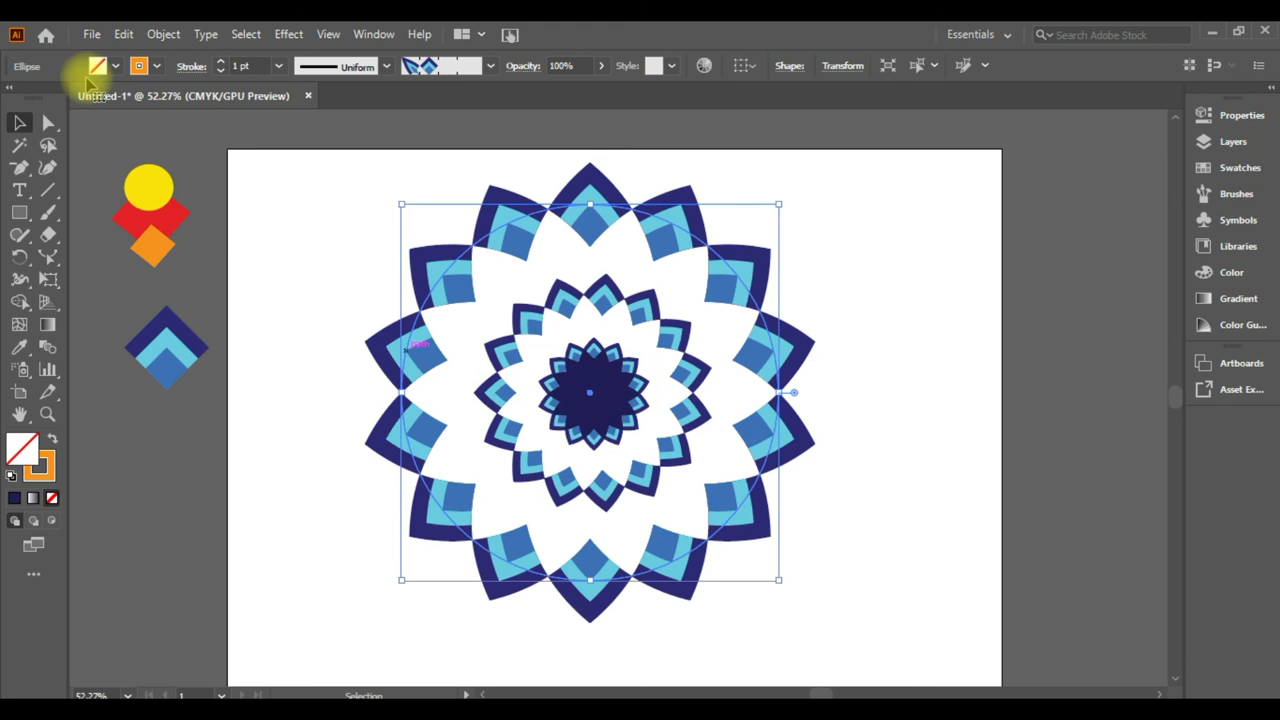 Ai File Edit Object Type Select Effect View Window Help Essentials Search Adobe Stock
Ellipse Stroke: 1 pt Uniform Opacity: 100% Style: Shape: Transform
Untitled-1* @ 52.27% (CMYK/GPU Preview)
Properties
Layers
Swatches
Brushes
Symbols
Libraries
Color
Gradient
Color Gu...
Artboards
Asset Ex...
path
52.27% 1 Selection